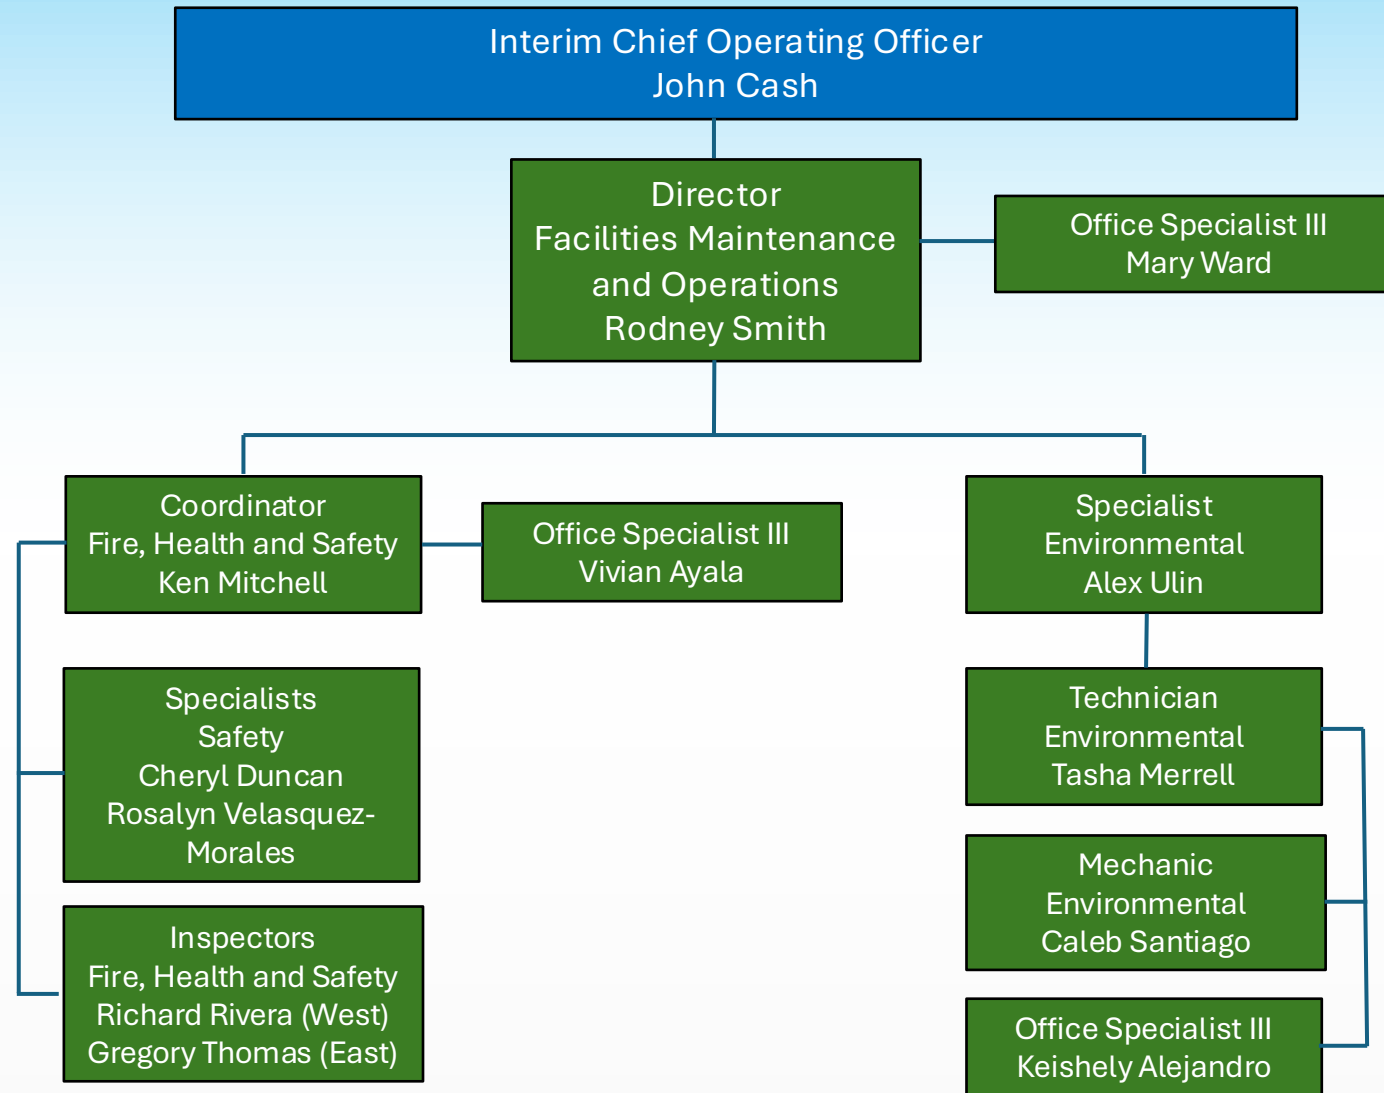 Interim Chief Operating Officer
John Cash
Director
Facilities Maintenance
and Operations
Rodney Smith
Office Specialist III
Mary Ward
Coordinator
Fire, Health and Safety
Ken Mitchell
Office Specialist III
Vivian Ayala
Specialist
Environmental
Alex Ulin
Specialists
Safety
Cheryl Duncan
Rosalyn Velasquez-
Morales
Technician
Environmental
Tasha Merrell
Mechanic
Environmental
Caleb Santiago
Inspectors
Fire, Health and Safety
Richard Rivera (West)
Gregory Thomas (East)
Office Specialist III
Keishely Alejandro